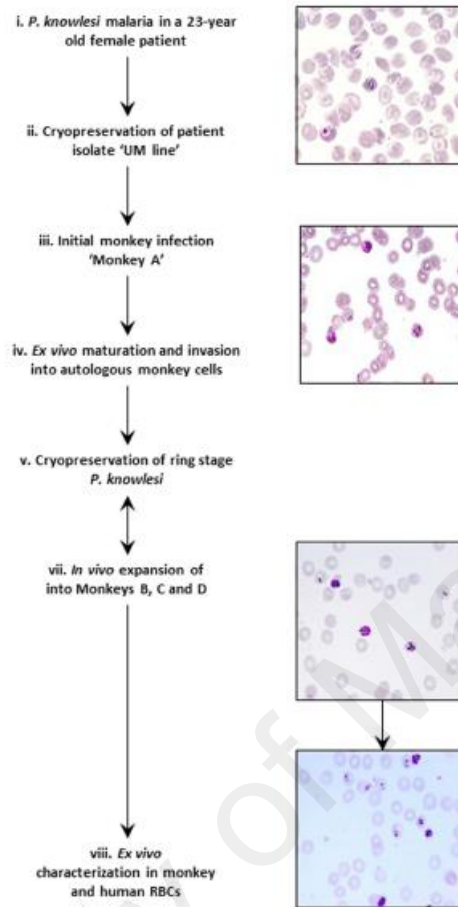 i. P. knowlesi malaria in a 23-year
old female patient
ii. Cryopreservation of patient
isolate 'UM line'
iii. Initial monkey infection
'Monkey A'
iv. Ex vivo maturation and invasion
into autologous monkey cells
v. Cryopreservation of ring stage
P. knowlesi
vii. In vivo expansion of
into Monkeys B, C and D
viii. Ex vivo
characterization in monkey
and human RBCs